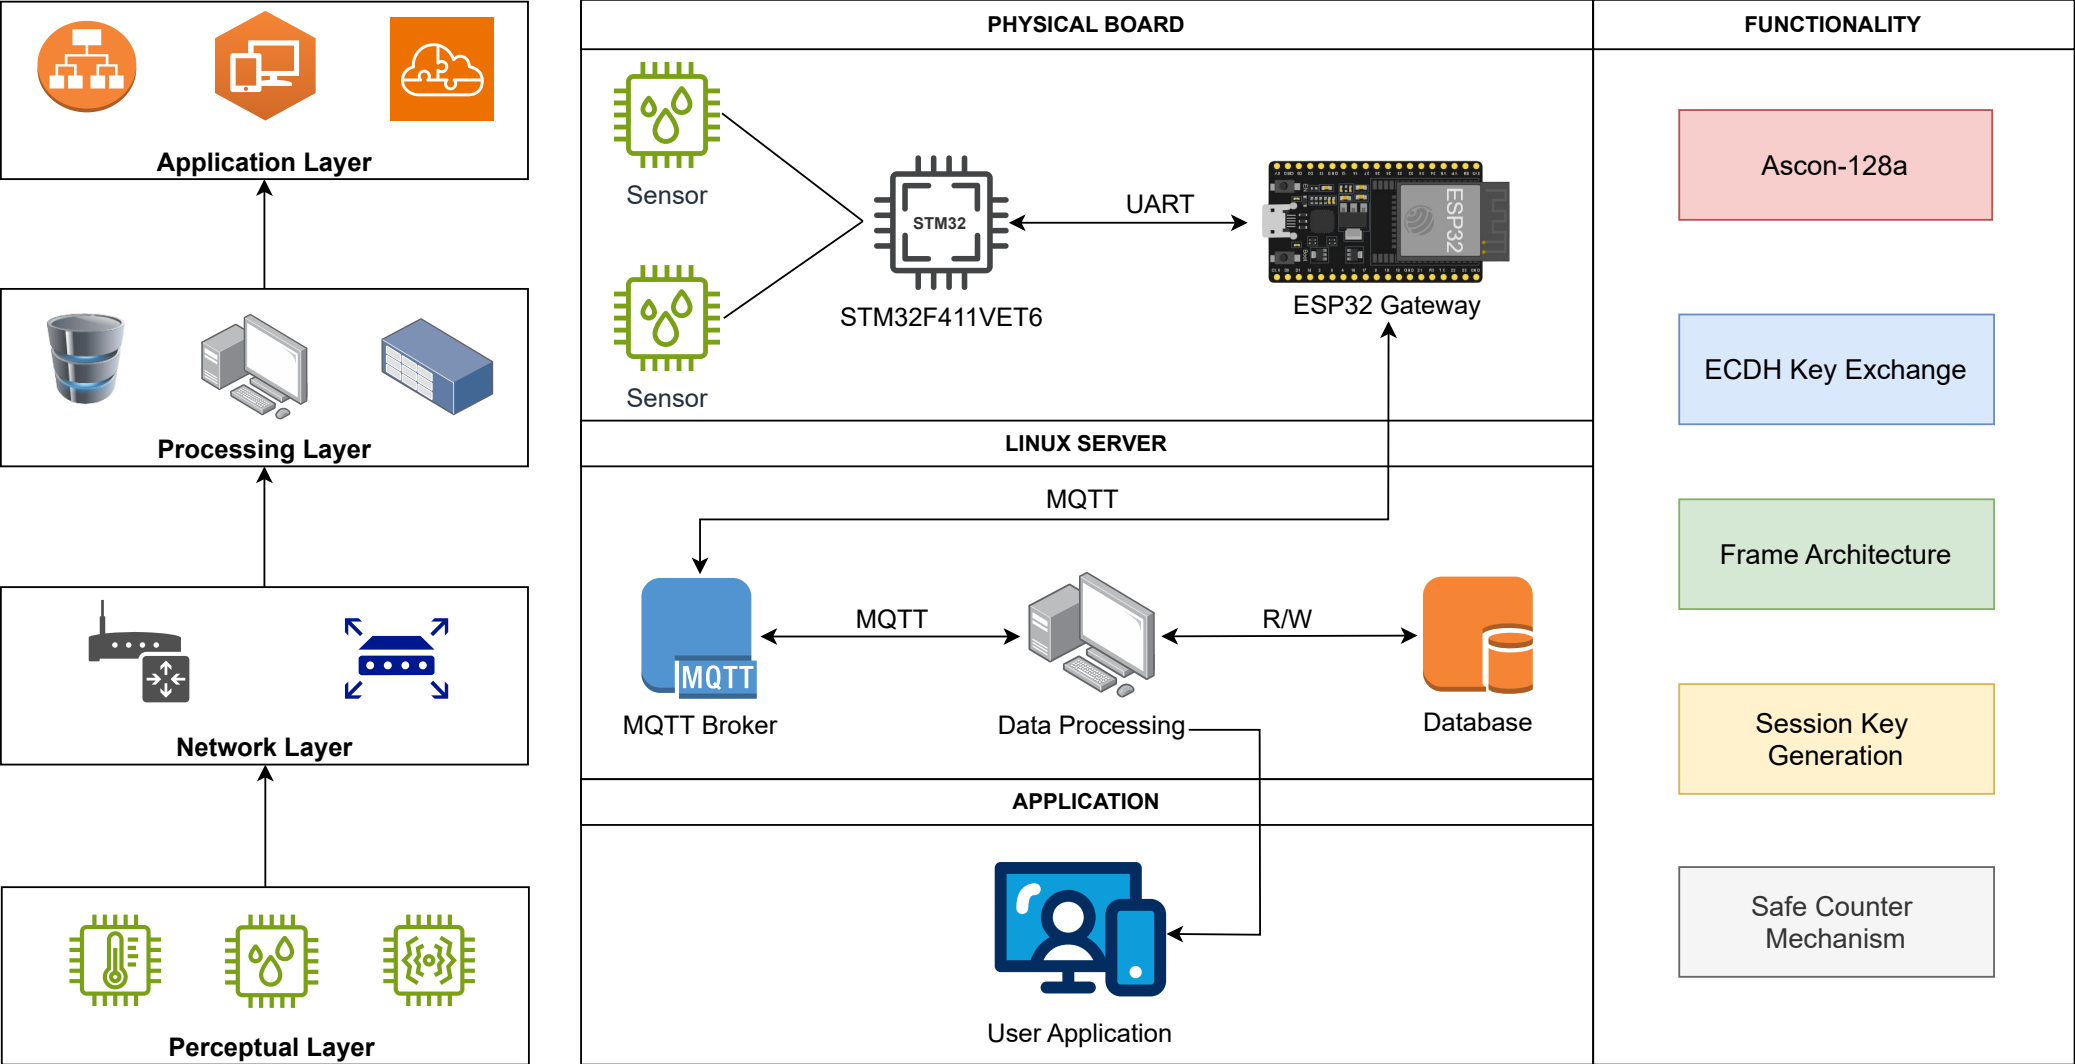 Application Layer
Processing Layer
Network Layer
Perceptual Layer
PHYSICAL BOARD
Sensor
Sensor
STM32
STM32F411VET6
UART
ESP32
ESP32 Gateway
LINUX SERVER
MQTT
MQTT
MQTT Broker
MQTT
Data Processing
R/W
Database
APPLICATION
User Application
FUNCTIONALITY
Ascon-128a
ECDH Key Exchange
Frame Architecture
Session Key
Generation
Safe Counter
Mechanism